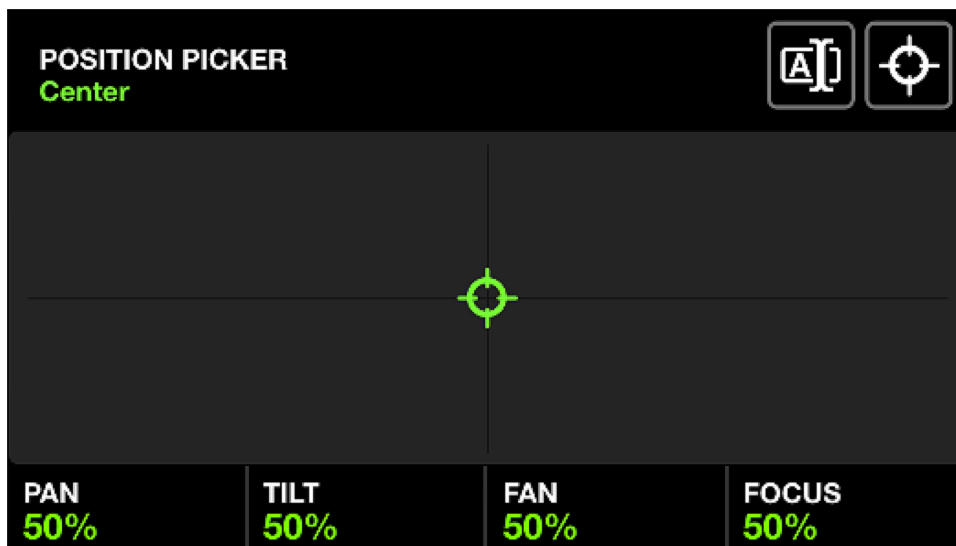 POSITION PICKER
Center
A
PAN
50%
TILT
50%
FAN
50%
FOCUS
50%